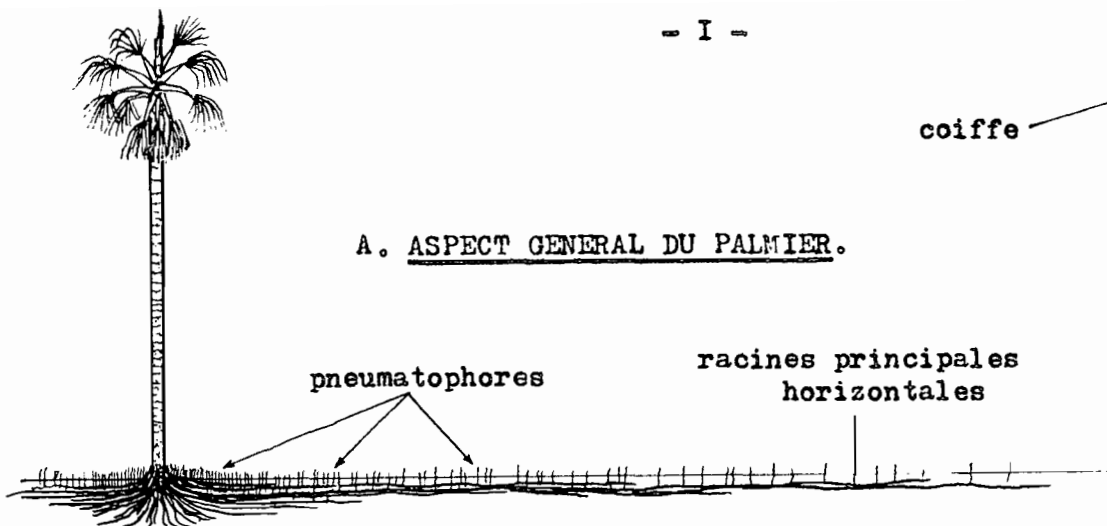 - I -
coiffe
A. ASPECT GENERAL DU PALMIER.
pneumatophores
racines principales
horizontales